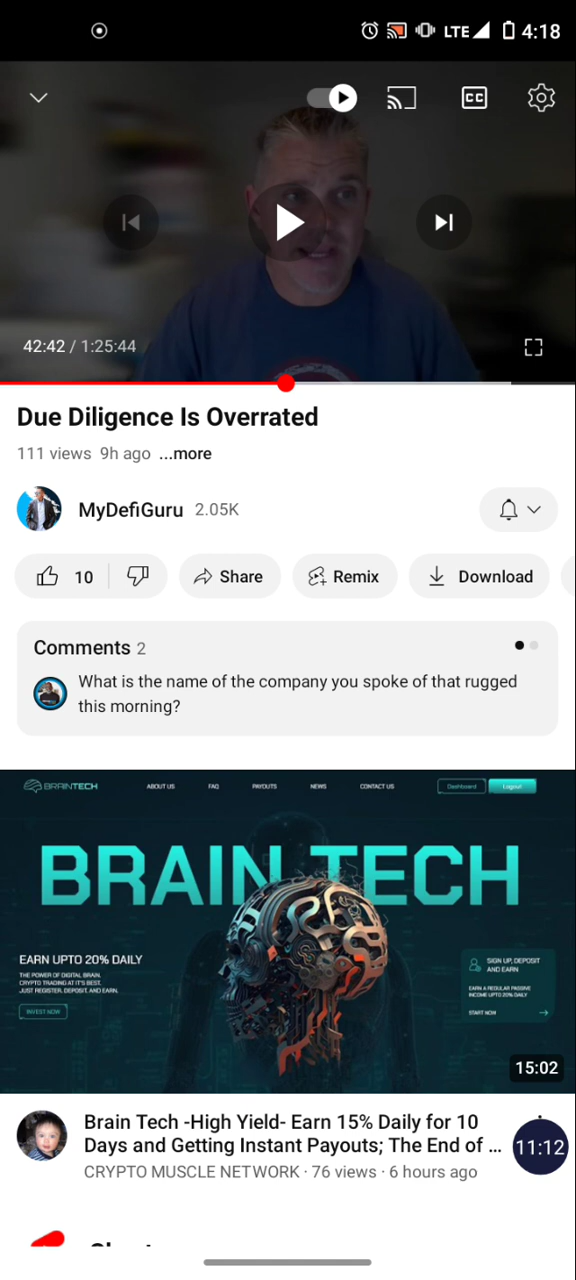 LTE 4:18
CC
42:42 / 1:25:44
Due Diligence Is Overrated
111 views 9h ago ...more
MyDefiGuru 2.05K
10 Share Remix Download
Comments 2
What is the name of the company you spoke of that rugged
this morning?
BRAINTECH ABOUT US FAQ PAYOUTS NEWS CONTACT US Dashboard Logout
BRAIN TECH
EARN UPTO 20% DAILY
THE POWER OF DIGITAL BRAIN.
CRYPTO TRADING AT IT'S BEST.
JUST REGISTER, DEPOSIT, AND EARN.
INVEST NOW
SIGN UP, DEPOSIT
AND EARN
EARN A REGULAR PASSIVE
INCOME UPTO 20% DAILY
START NOW
15:02
Brain Tech -High Yield- Earn 15% Daily for 10
Days and Getting Instant Payouts; The End of ...
CRYPTO MUSCLE NETWORK · 76 views · 6 hours ago
11:12